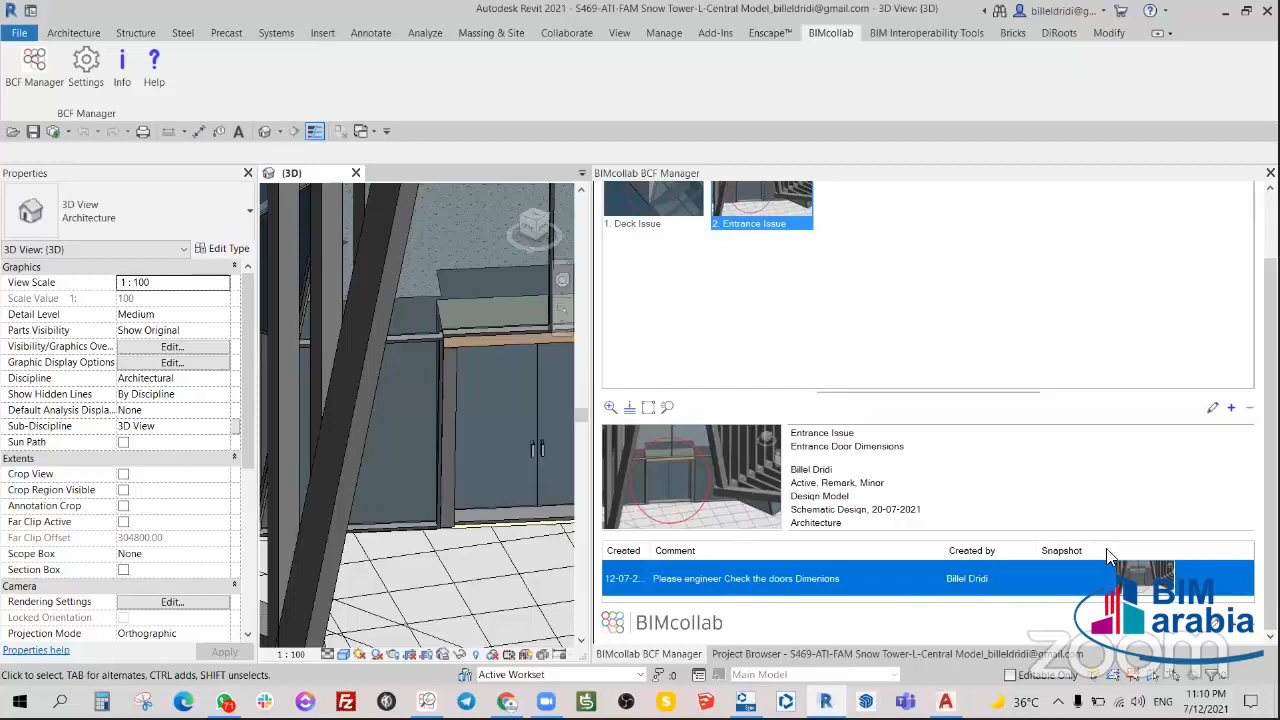 Autodesk Revit 2021 - S469-ATI-FAM Snow Tower-L-Central Model_billeldridi@gmail.com - 3D View: {3D}
billeldridi@g...
File Architecture Structure Steel Precast Systems Insert Annotate Analyze Massing & Site Collaborate View Manage Add-Ins Enscape™ BIMcollab BIM Interoperability Tools Bricks DiRoots Modify
BCF Manager Settings Info Help
BCF Manager
Properties
{3D}
BIMcollab BCF Manager
3D View
Architecture
1. Deck Issue
2. Entrance Issue
3D View: {3D}
Edit Type
Graphics
View Scale 1 : 100
Scale Value 1: 100
Detail Level Medium
Parts Visibility Show Original
Visibility/Graphics Ove... Edit...
Graphic Display Options Edit...
Discipline Architectural
Show Hidden Lines By Discipline
Default Analysis Displa... None
Sub-Discipline 3D View
Sun Path
Extents
Crop View
Crop Region Visible
Annotation Crop
Far Clip Active
Far Clip Offset 304800.00
Scope Box None
Section Box
Camera
Rendering Settings Edit...
Locked Orientation
Projection Mode Orthographic
Properties help
Apply
1 : 100
Entrance Issue
Entrance Door Dimensions
Billel Dridi
Active, Remark, Minor
Design Model
Schematic Design, 20-07-2021
Architecture
Created Comment Created by Snapshot
12-07-2... Please engineer Check the doors Dimenions Billel Dridi
BIMcollab
BIM
arabia
zoom
BIMcollab BCF Manager
Project Browser - S469-ATI-FAM Snow Tower-L-Central Model_billeldridi@gmail.com
Click to select, TAB for alternates, CTRL adds, SHIFT unselects.
Active Workset
:0
Main Model
Editable Only
36°C
ENG
11:10 PM
7/12/2021